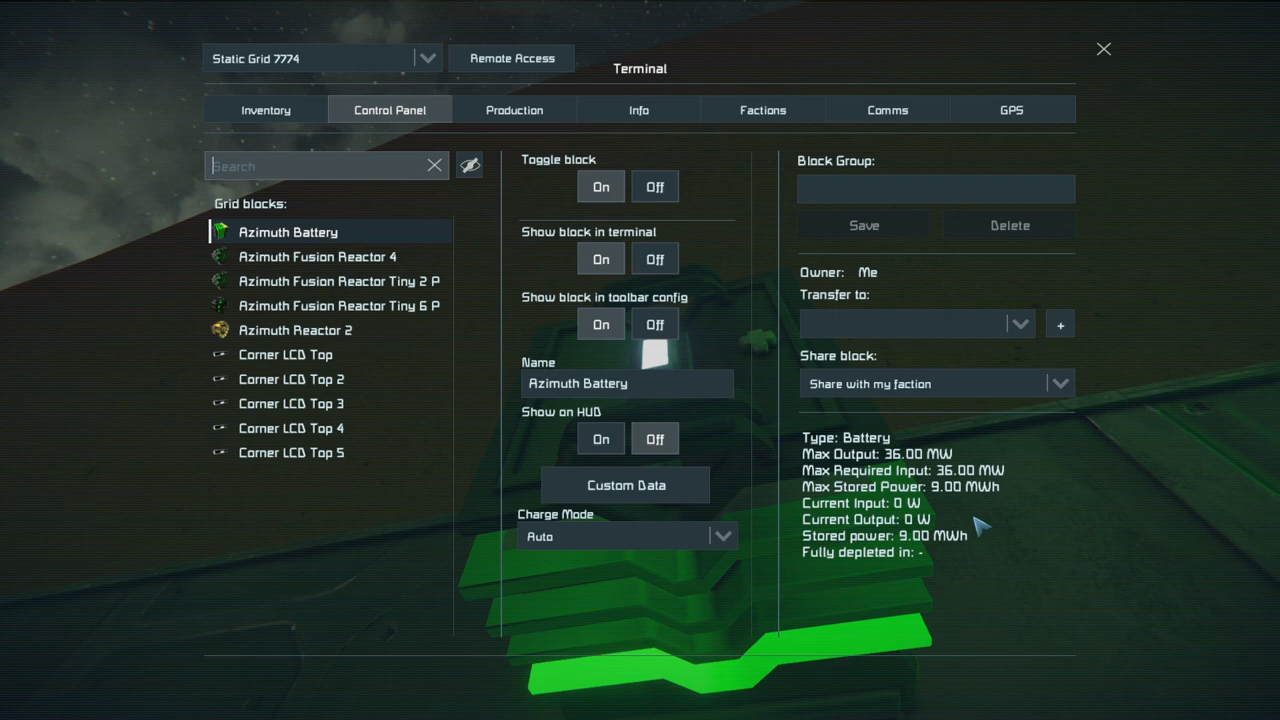 Static Grid 7774
Remote Access
Terminal
Inventory
Control Panel
Production
Info
Factions
Comms
GPS
Search
Grid blocks:
Azimuth Battery
Azimuth Fusion Reactor 4
Azimuth Fusion Reactor Tiny 2 P
Azimuth Fusion Reactor Tiny 6 P
Azimuth Reactor 2
Corner LCD Top
Corner LCD Top 2
Corner LCD Top 3
Corner LCD Top 4
Corner LCD Top 5
Toggle block
On
Off
Show block in terminal
On
Off
Show block in toolbar config
On
Off
Name
Azimuth Battery
Show on HUD
On
Off
Custom Data
Charge Mode
Auto
Block Group:
Save
Delete
Owner: Me
Transfer to:
+
Share block:
Share with my faction
Type: Battery
Max Output: 36.00 MW
Max Required Input: 36.00 MW
Max Stored Power: 9.00 MWh
Current Input: 0 W
Current Output: 0 W
Stored power: 9.00 MWh
Fully depleted in: -